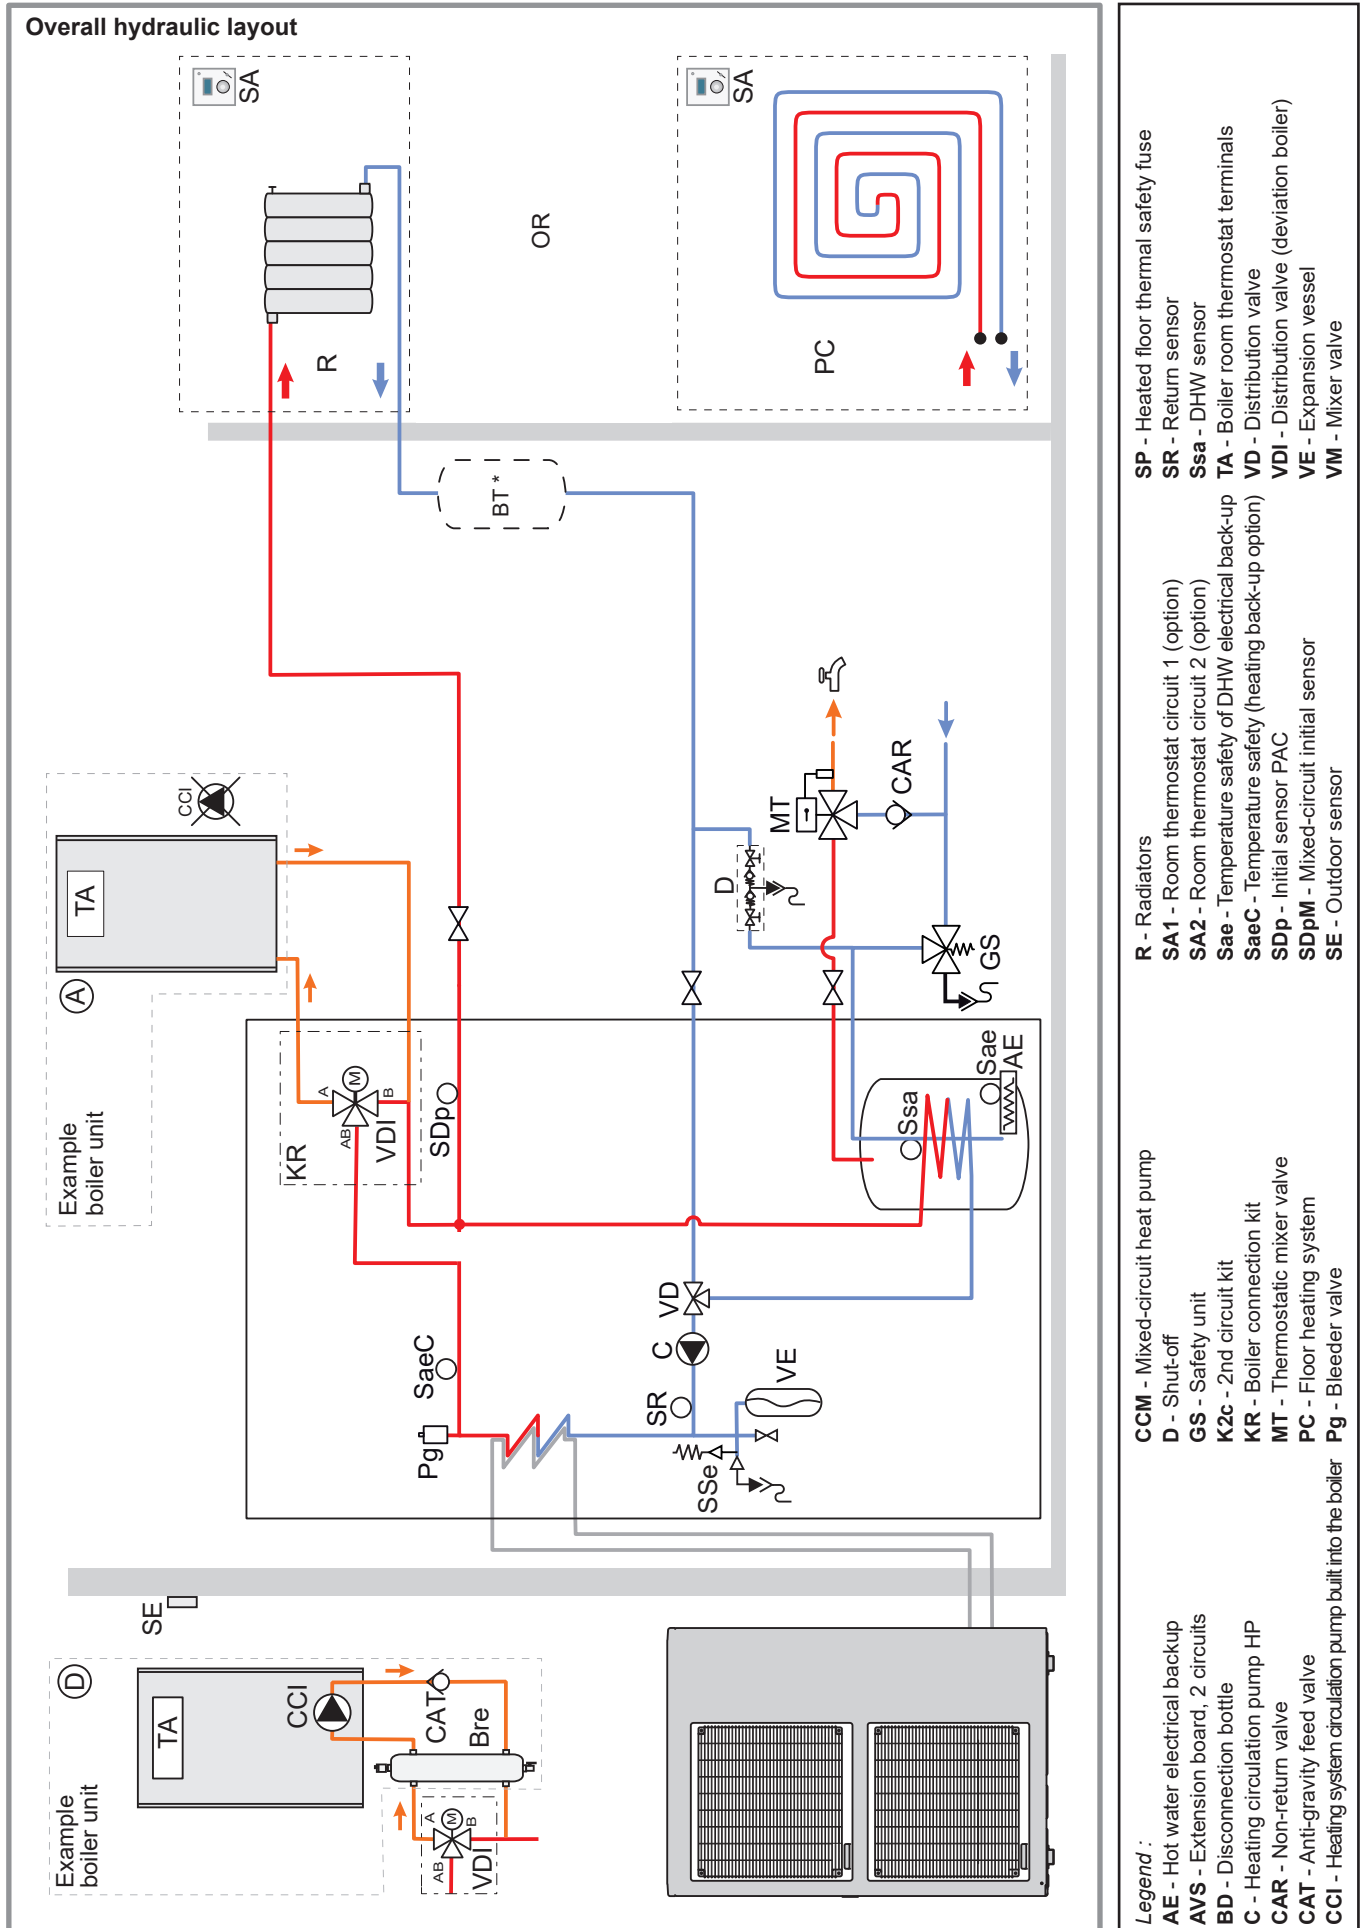 Overall hydraulic layout
SA
SA
R
OR
PC
BT *
Example
boiler unit
A
TA
CCI
KR
A
M
AB
B
VDI
SDp
D
MT
CAR
GS
Sae
AE
Ssa
SaeC
Pg
C
VD
SR
VE
SSe
SE
Example
boiler unit
D
TA
CCI
CAT
Bre
A
M
AB
B
VDI
Legend :
AE - Hot water electrical backup
AVS - Extension board, 2 circuits
BD - Disconnection bottle
C - Heating circulation pump HP
CAR - Non-return valve
CAT - Anti-gravity feed valve
CCI - Heating system circulation pump built into the boiler
CCM - Mixed-circuit heat pump
D - Shut-off
GS - Safety unit
K2c - 2nd circuit kit
KR - Boiler connection kit
MT - Thermostatic mixer valve
PC - Floor heating system
Pg - Bleeder valve
R - Radiators
SA1 - Room thermostat circuit 1 (option)
SA2 - Room thermostat circuit 2 (option)
Sae - Temperature safety of DHW electrical back-up
SaeC - Temperature safety (heating back-up option)
SDp - Initial sensor PAC
SDpM - Mixed-circuit initial sensor
SE - Outdoor sensor
SP - Heated floor thermal safety fuse
SR - Return sensor
Ssa - DHW sensor
TA - Boiler room thermostat terminals
VD - Distribution valve
VDI - Distribution valve (deviation boiler)
VE - Expansion vessel
VM - Mixer valve